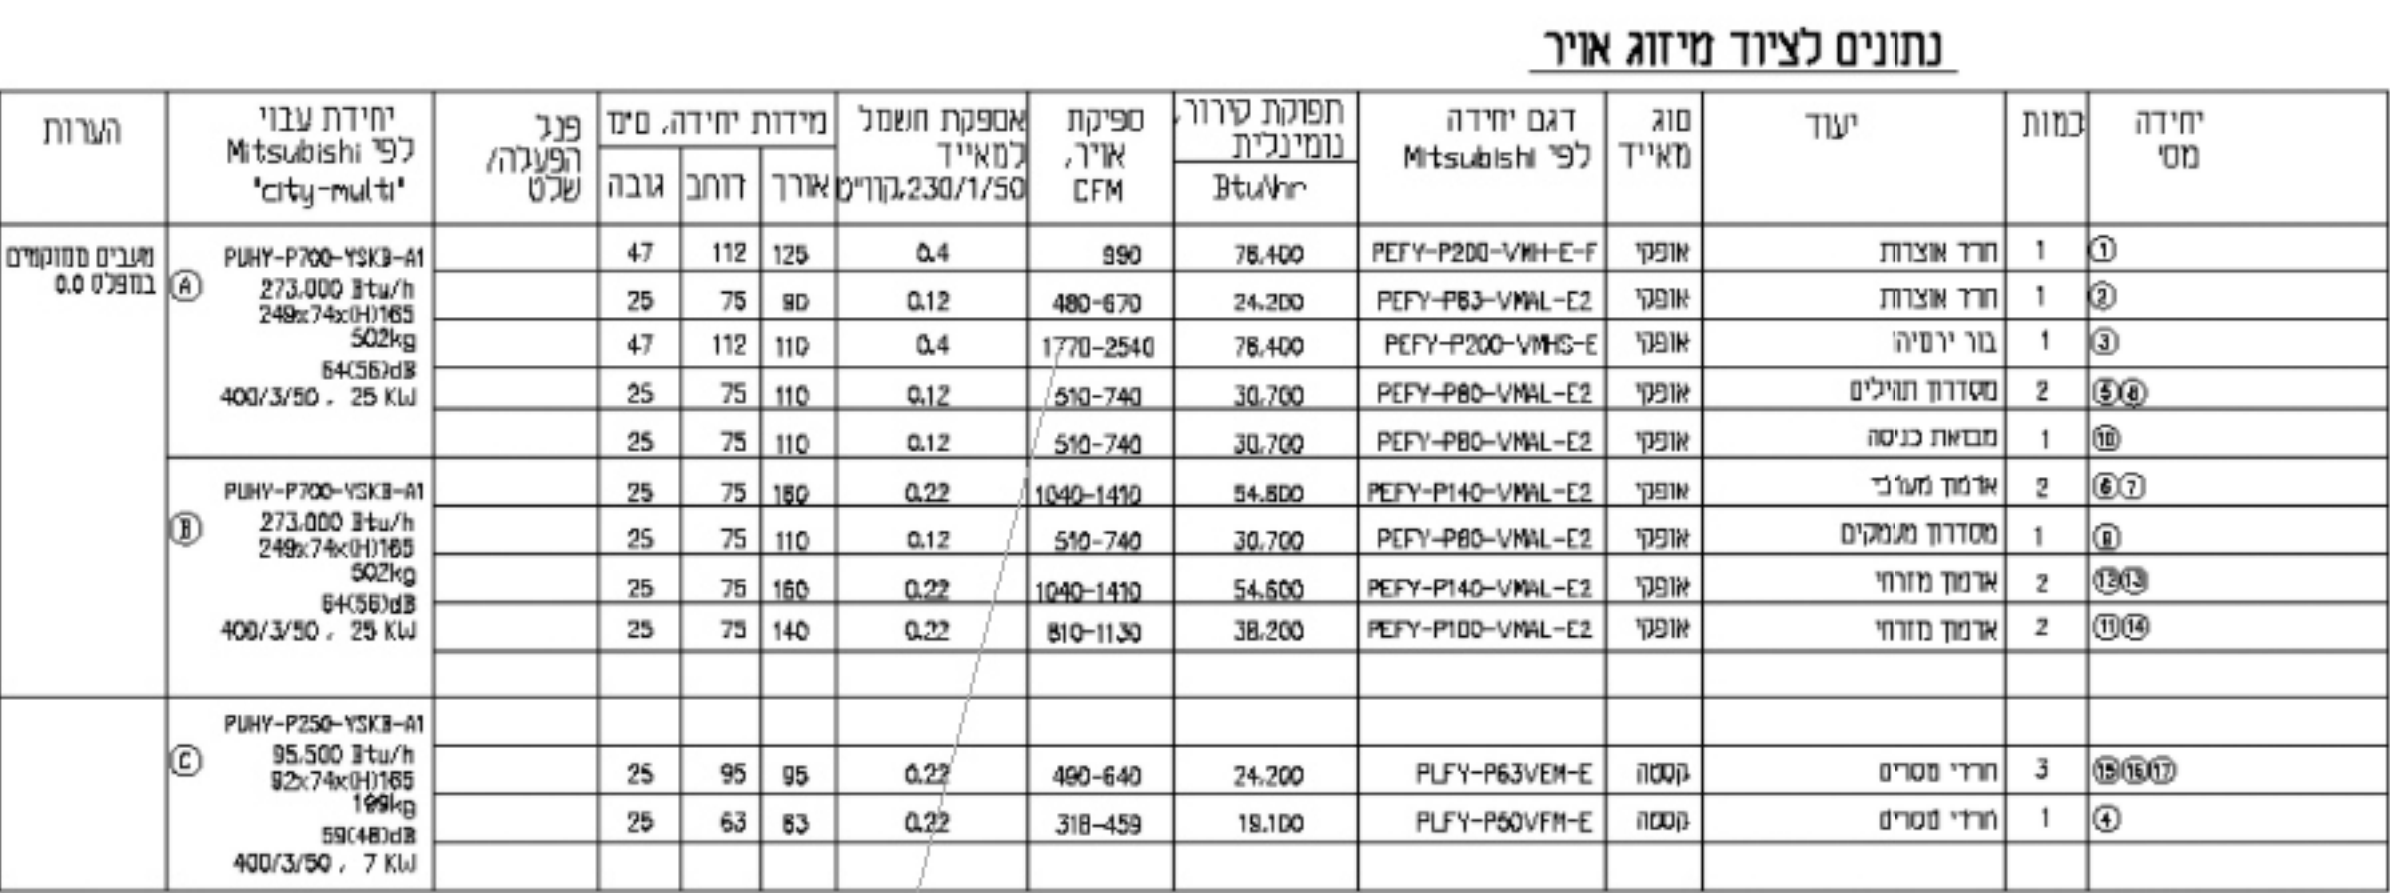 נתונים לציוד מיזוג אויר
יחידה מס' כמות יעוד סוג מאייד דגם יחידה לפי Mitsubishi תפוקת קירור, נומינלית Btu\hr ספיקת אויר, CFM אספקת חשמל למאייד 230/1/50,קוו"ט מידות יחידה, ס"מ אורך רוחב גובה פנל הפעלה/ שלט יחידת עבוי לפי Mitsubishi "city-multi" הערות
1 1 חדר אוצרות אופקי PEFY-P200-VMH-E-F 76,400 990 0.4 125 112 47
2 1 חדר אוצרות אופקי PEFY-P63-VMAL-E2 24,200 480-670 0.12 90 75 25
3 1 בור ירמיהו אופקי PEFY-P200-VMHS-E 76,400 1770-2540 0.4 110 112 47
5 2 מסדרון תהילים אופקי PEFY-P80-VMAL-E2 30,700 510-740 0.12 110 75 25
10 1 מבואת כניסה אופקי PEFY-P80-VMAL-E2 30,700 510-740 0.12 110 75 25
6 7 2 ארמון מערבי אופקי PEFY-P140-VMAL-E2 54,600 1040-1410 0.22 160 75 25
1 מסדרון מעמקים אופקי PEFY-P80-VMAL-E2 30,700 510-740 0.12 110 75 25
12 13 2 ארמון מזרחי אופקי PEFY-P140-VMAL-E2 54,600 1040-1410 0.22 160 75 25
11 14 2 ארמון מזרחי אופקי PEFY-P100-VMAL-E2 38,200 810-1130 0.22 140 75 25
15 16 17 3 חדרי מסרים קסטה PLFY-P63VEM-E 24,200 490-640 0.22 95 95 25
4 1 חדרי מסרים קסטה PLFY-P50VFM-E 19,100 318-459 0.22 63 63 25
A
PUHY-P700-YSKB-A1
273,000 Btu/h
249x74x(H)165
502kg
64(56)dB
400/3/50 , 25 KW
מעבים ממוקמים
במפלס 0.0
B
PUHY-P700-YSKB-A1
273,000 Btu/h
249x74x(H)165
502kg
64(56)dB
400/3/50 , 25 KW
C
PUHY-P250-YSKB-A1
95,500 Btu/h
92x74x(H)165
199kg
59(48)dB
400/3/50 , 7 KW